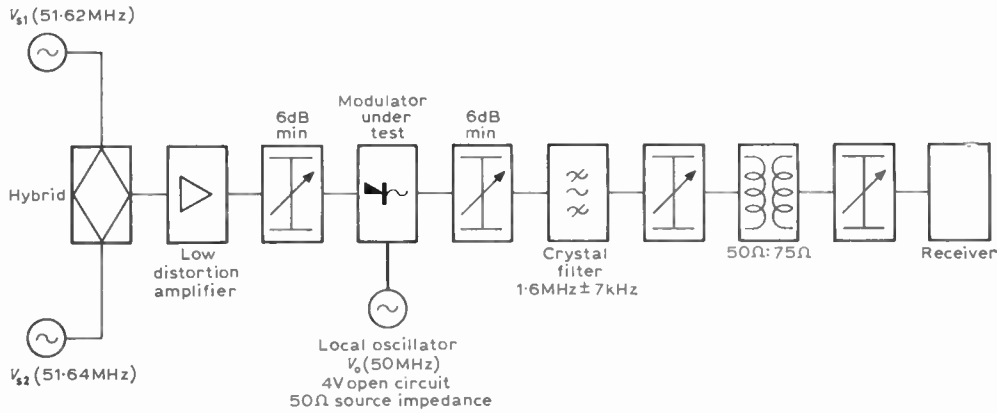 Vs1 (51·62MHz)
Hybrid
Vs2 (51·64MHz)
Low
distortion
amplifier
6dB
min
Modulator
under
test
Local oscillator
Vo (50MHz)
4V open circuit
50Ω source impedance
6dB
min
Crystal
filter
1·6MHz ± 7kHz
50Ω:75Ω
Receiver